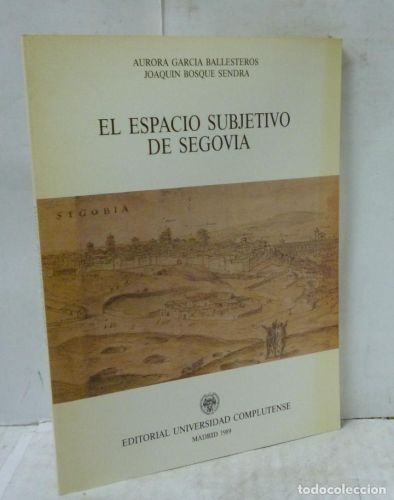 AURORA GARCIA BALLESTEROS
JOAQUIN BOSQUE SENDRA
EL ESPACIO SUBJETIVO
DE SEGOVIA
SEGOBIA
EDITORIAL UNIVERSIDAD COMPLUTENSE
MADRID 1989
todocoleccion